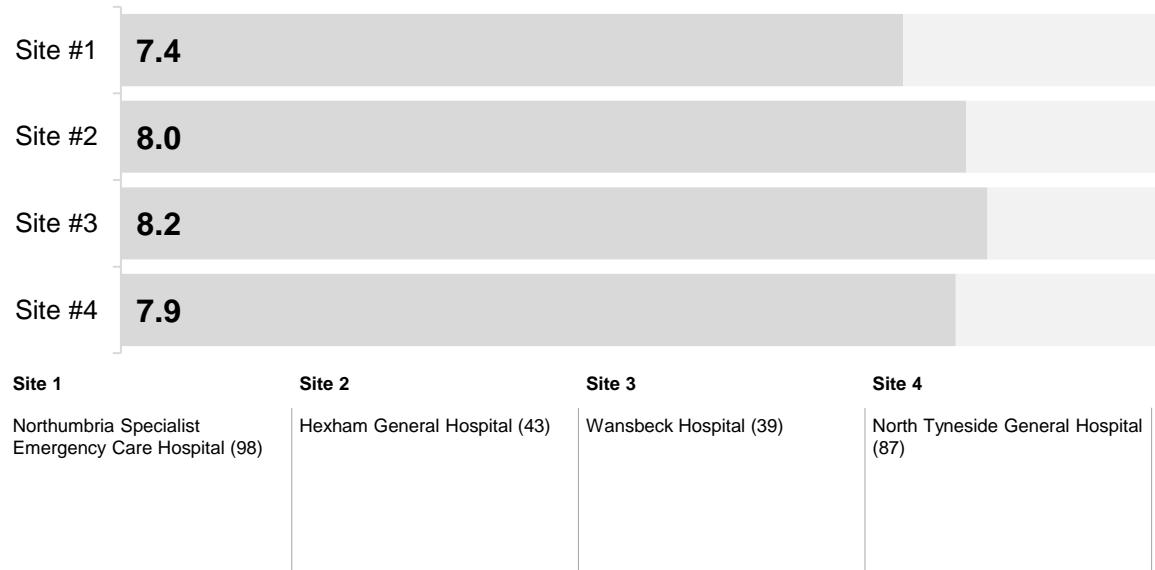 Site #1
7.4
Site #2
8.0
Site #3
8.2
Site #4
7.9
Site 1
Northumbria Specialist
Emergency Care Hospital (98)
Site 2
Hexham General Hospital (43)
Site 3
Wansbeck Hospital (39)
Site 4
North Tyneside General Hospital
(87)